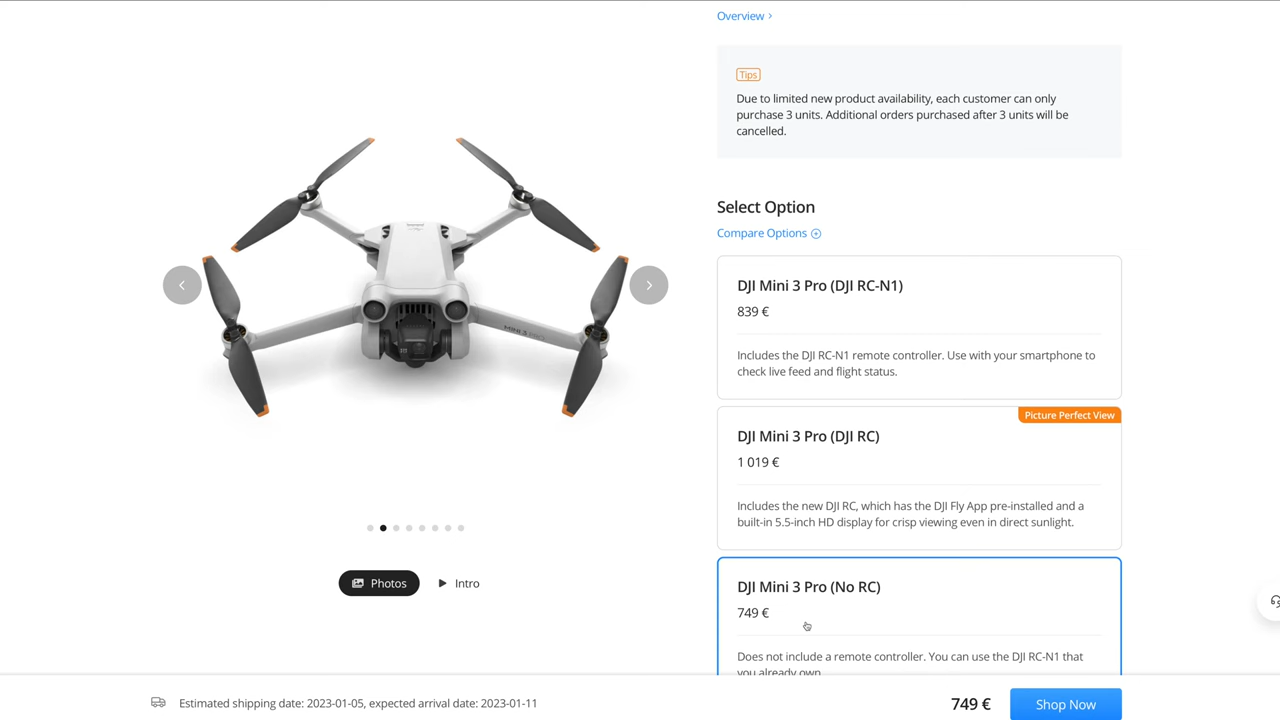 Overview >
Tips
Due to limited new product availability, each customer can only
purchase 3 units. Additional orders purchased after 3 units will be
cancelled.
Select Option
Compare Options
DJI Mini 3 Pro (DJI RC-N1)
839 €
Includes the DJI RC-N1 remote controller. Use with your smartphone to
check live feed and flight status.
Picture Perfect View
DJI Mini 3 Pro (DJI RC)
1 019 €
Includes the new DJI RC, which has the DJI Fly App pre-installed and a
built-in 5.5-inch HD display for crisp viewing even in direct sunlight.
DJI Mini 3 Pro (No RC)
749 €
Does not include a remote controller. You can use the DJI RC-N1 that
you already own.
MINI 3 PRO
Photos
Intro
Estimated shipping date: 2023-01-05, expected arrival date: 2023-01-11
749 €
Shop Now